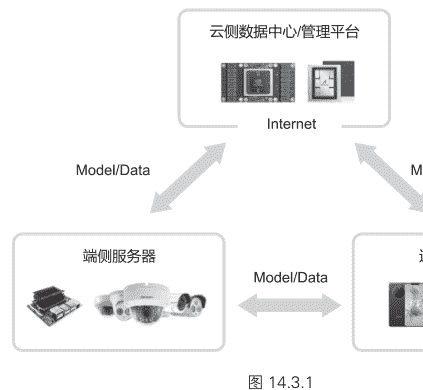 云侧数据中心/管理平台
Internet
Model/Data
M
端侧服务器
Model/Data
图 14.3.1